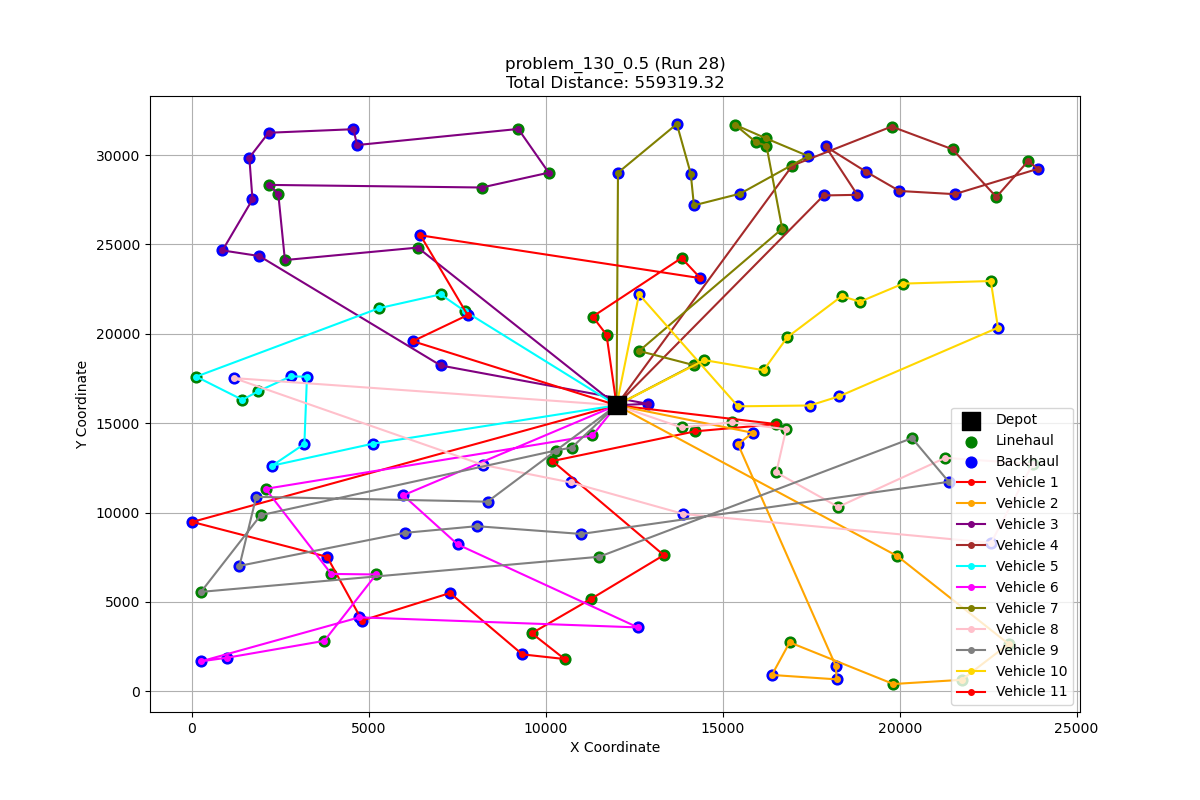 problem_130_0.5 (Run 28)
Total Distance: 559319.32
30000
25000
20000
15000
10000
5000
0
Y Coordinate
0
5000
10000
15000
20000
25000
X Coordinate
Depot
Linehaul
Backhaul
Vehicle 1
Vehicle 2
Vehicle 3
Vehicle 4
Vehicle 5
Vehicle 6
Vehicle 7
Vehicle 8
Vehicle 9
Vehicle 10
Vehicle 11